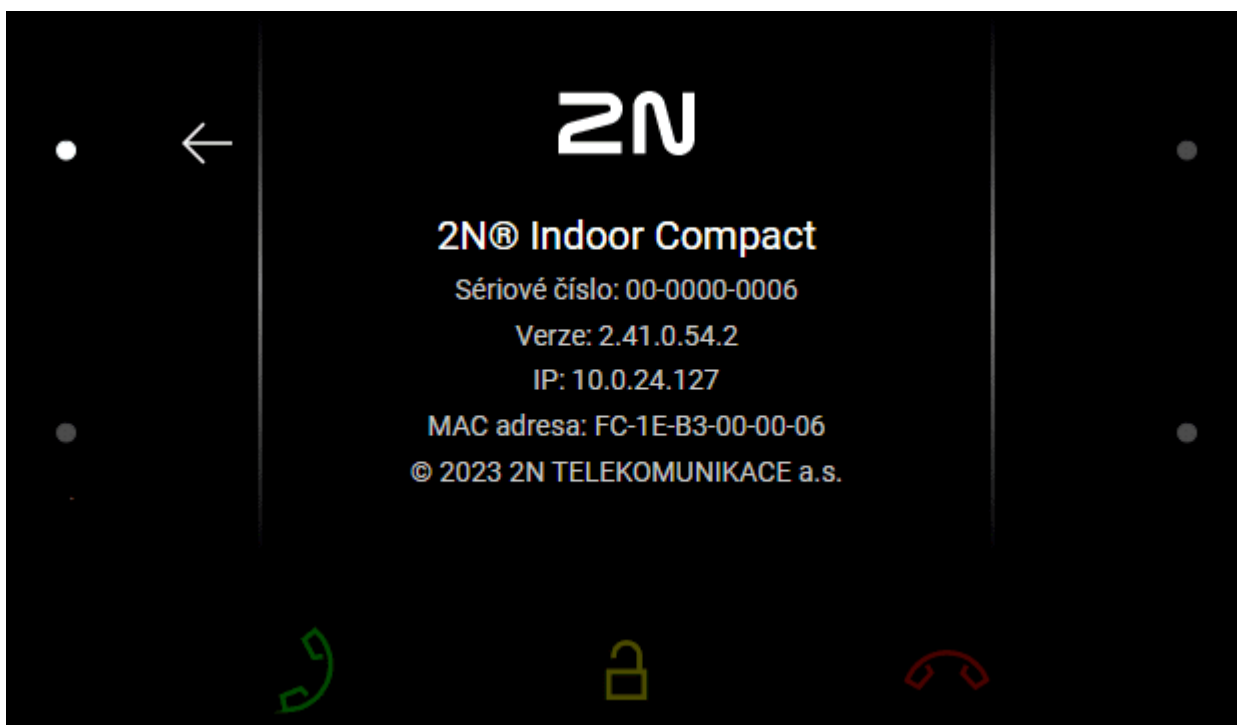 2N
2N® Indoor Compact
Sériové číslo: 00-0000-0006
Verze: 2.41.0.54.2
IP: 10.0.24.127
MAC adresa: FC-1E-B3-00-00-06
© 2023 2N TELEKOMUNIKACE a.s.